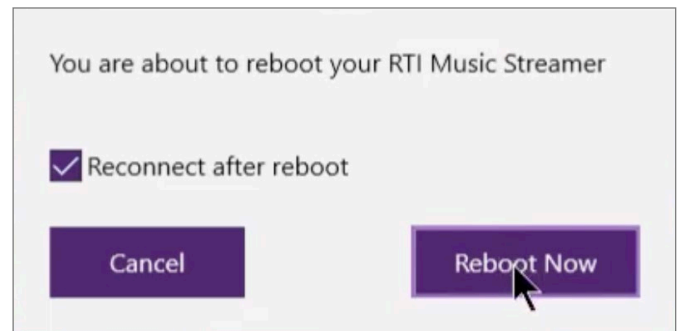 You are about to reboot your RTI Music Streamer
Reconnect after reboot
Cancel
Reboot Now